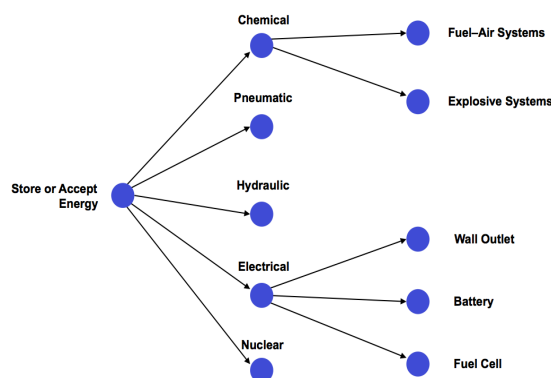 Chemical
Fuel–Air Systems
Explosive Systems
Pneumatic
Store or Accept
Energy
Hydraulic
Electrical
Wall Outlet
Battery
Fuel Cell
Nuclear